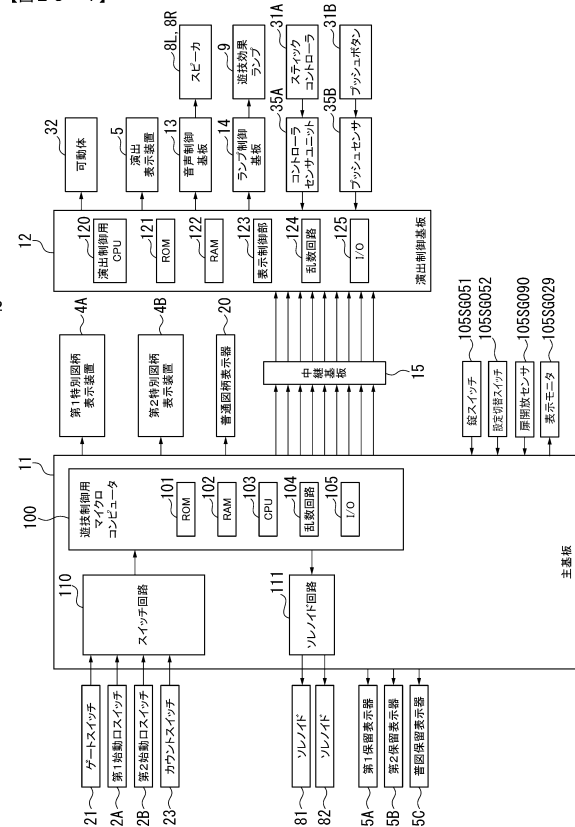 11
100
遊技制御用
マイクロ
コンピュータ
101
ROM
102
RAM
103
CPU
104
乱数回路
105
I/O
110
スイッチ回路
111
ソレノイド回路
主基板
21
ゲートスイッチ
2A
第1始動口スイッチ
2B
第2始動口スイッチ
23
カウントスイッチ
81
ソレノイド
82
ソレノイド
5A
第1保留表示器
5B
第2保留表示器
5C
普図保留表示器
4A
第1特別図柄
表示装置
4B
第2特別図柄
表示装置
20
普通図柄表示器
中継基板
15
105SG051
錠スイッチ
105SG052
設定切替スイッチ
105SG090
扉開放センサ
105SG029
表示モニタ
12
120
演出制御用
CPU
121
ROM
122
RAM
123
表示制御部
124
乱数回路
125
I/O
演出制御基板
32
可動体
5
演出
表示装置
13
音声制御
基板
8L, 8R
スピーカ
14
ランプ制御
基板
9
遊技効果
ランプ
35A
コントローラ
センサユニット
31A
スティック
コントローラ
35B
プッシュセンサ
31B
プッシュボタン